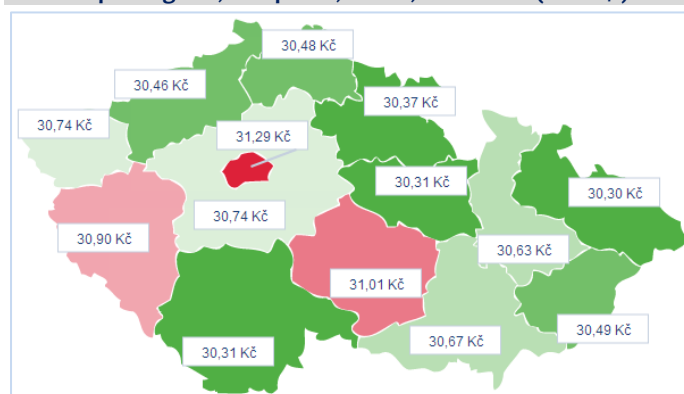 30,48 Kč
30,46 Kč
30,37 Kč
30,74 Kč
31,29 Kč
30,31 Kč
30,30 Kč
30,74 Kč
30,90 Kč
30,63 Kč
31,01 Kč
30,49 Kč
30,67 Kč
30,31 Kč